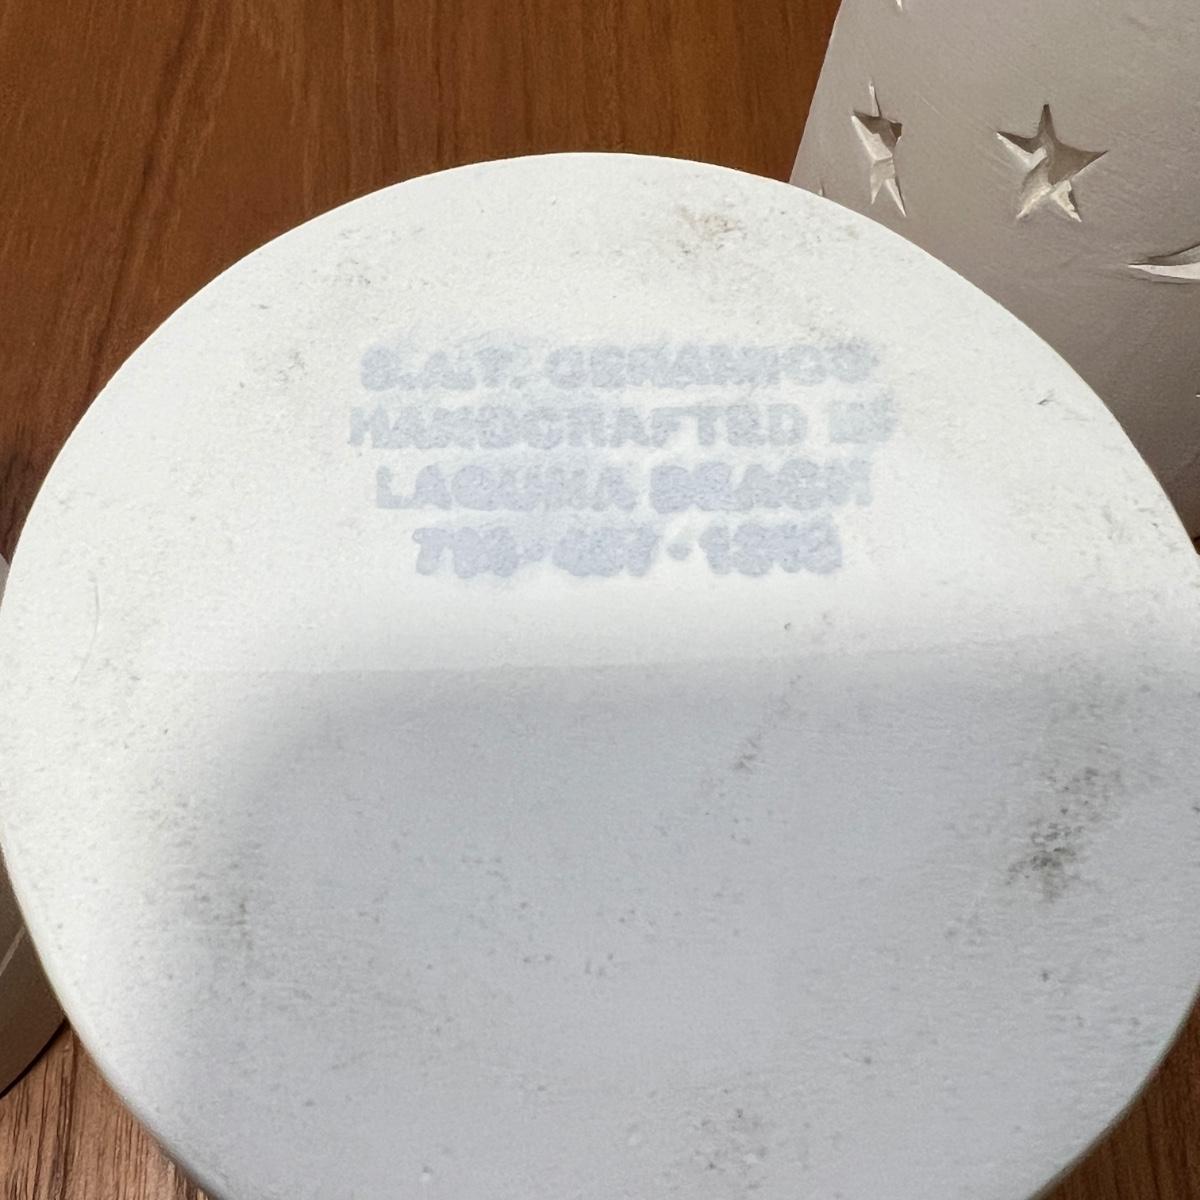 S.A.T. CERAMICS
HANDCRAFTED IN
LAGUNA BEACH